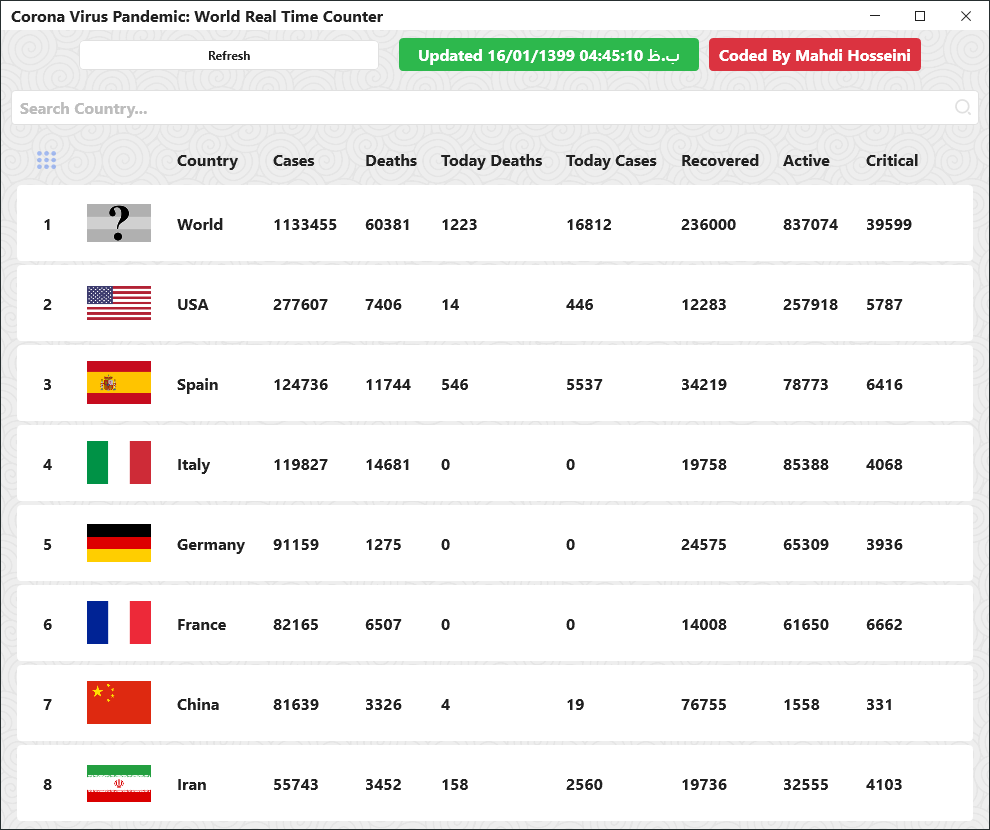 Corona Virus Pandemic: World Real Time Counter
Refresh
Updated 16/01/1399 04:45:10 ب.ظ
Coded By Mahdi Hosseini
Search Country...
Country Cases Deaths Today Deaths Today Cases Recovered Active Critical
1 ? World 1133455 60381 1223 16812 236000 837074 39599
2 USA 277607 7406 14 446 12283 257918 5787
3 Spain 124736 11744 546 5537 34219 78773 6416
4 Italy 119827 14681 0 0 19758 85388 4068
5 Germany 91159 1275 0 0 24575 65309 3936
6 France 82165 6507 0 0 14008 61650 6662
7 China 81639 3326 4 19 76755 1558 331
8 Iran 55743 3452 158 2560 19736 32555 4103